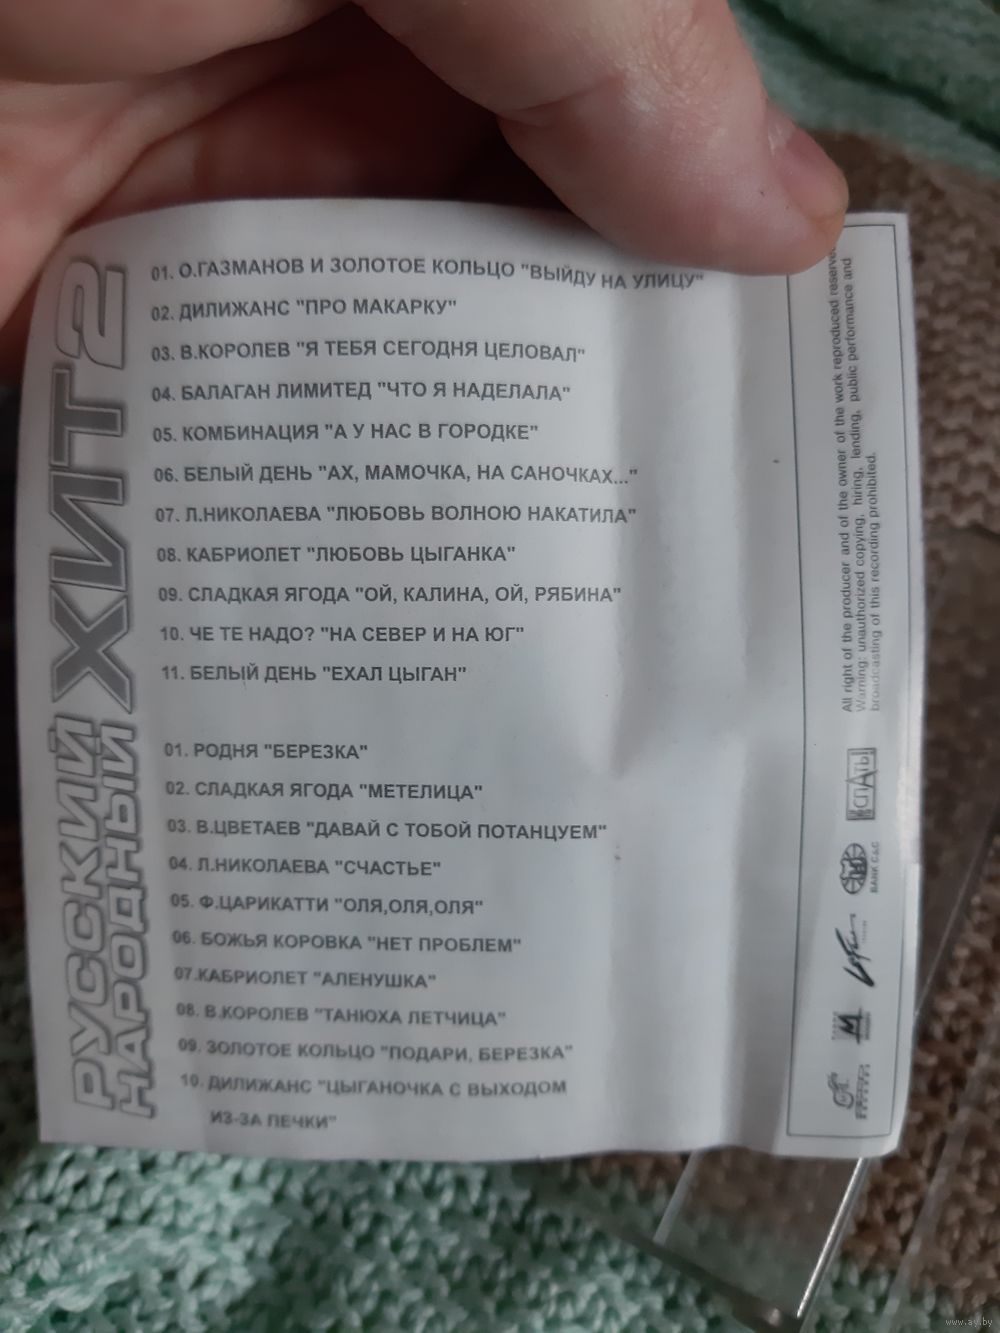 РУССКИЙ
НАРОДНЫЙ
ХИТ 2
01. О.ГАЗМАНОВ И ЗОЛОТОЕ КОЛЬЦО "ВЫЙДУ НА УЛИЦУ"
02. ДИЛИЖАНС "ПРО МАКАРКУ"
03. В.КОРОЛЕВ "Я ТЕБЯ СЕГОДНЯ ЦЕЛОВАЛ"
04. БАЛАГАН ЛИМИТЕД "ЧТО Я НАДЕЛАЛА"
05. КОМБИНАЦИЯ "А У НАС В ГОРОДКЕ"
06. БЕЛЫЙ ДЕНЬ "АХ, МАМОЧКА, НА САНОЧКАХ..."
07. Л.НИКОЛАЕВА "ЛЮБОВЬ ВОЛНОЮ НАКАТИЛА"
08. КАБРИОЛЕТ "ЛЮБОВЬ ЦЫГАНКА"
09. СЛАДКАЯ ЯГОДА "ОЙ, КАЛИНА, ОЙ, РЯБИНА"
10. ЧЕ ТЕ НАДО? "НА СЕВЕР И НА ЮГ"
11. БЕЛЫЙ ДЕНЬ "ЕХАЛ ЦЫГАН"
01. РОДНЯ "БЕРЕЗКА"
02. СЛАДКАЯ ЯГОДА "МЕТЕЛИЦА"
03. В.ЦВЕТАЕВ "ДАВАЙ С ТОБОЙ ПОТАНЦУЕМ"
04. Л.НИКОЛАЕВА "СЧАСТЬЕ"
05. Ф.ЦАРИКАТТИ "ОЛЯ,ОЛЯ,ОЛЯ"
06. БОЖЬЯ КОРОВКА "НЕТ ПРОБЛЕМ"
07.КАБРИОЛЕТ "АЛЕНУШКА"
08. В.КОРОЛЕВ "ТАНЮХА ЛЕТЧИЦА"
09. ЗОЛОТОЕ КОЛЬЦО "ПОДАРИ, БЕРЕЗКА"
10. ДИЛИЖАНС "ЦЫГАНОЧКА С ВЫХОДОМ
ИЗ-ЗА ПЕЧКИ"
All right of the producer and of the owner of the work reproduced reserve
Warning: unauthorized copying, hiring, lending, public performance and
broadcasting of this recording prohibited.
ВСПАТЬ!
BANK C&C
www.ay.by